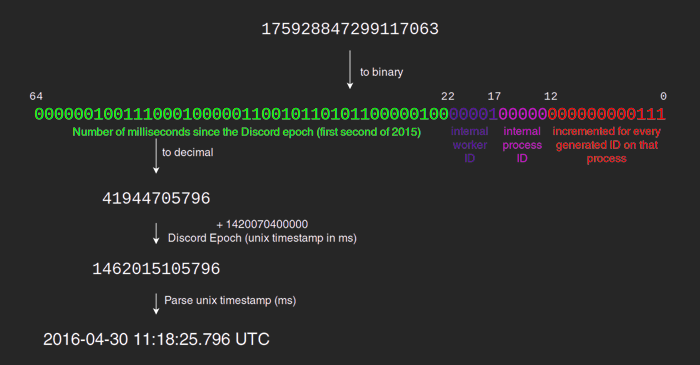 175928847299117063
to binary
64 22 17 12 0
0000001001110001000001100101101011000001000000100000000000000111
Number of milliseconds since the Discord epoch (first second of 2015)
internal worker ID
internal process ID
incremented for every generated ID on that process
to decimal
41944705796
+ 1420070400000
Discord Epoch (unix timestamp in ms)
1462015105796
Parse unix timestamp (ms)
2016-04-30 11:18:25.796 UTC